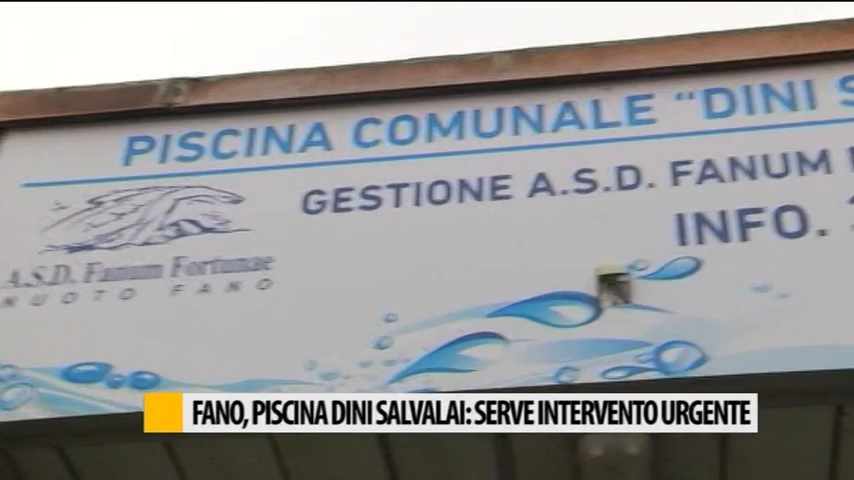 PISCINA COMUNALE “DINI S
GESTIONE A.S.D. FANUM
INFO.
A.S.D. Fanum Fortunae
NUOTO FANO
FANO, PISCINA DINI SALVALAI: SERVE INTERVENTO URGENTE